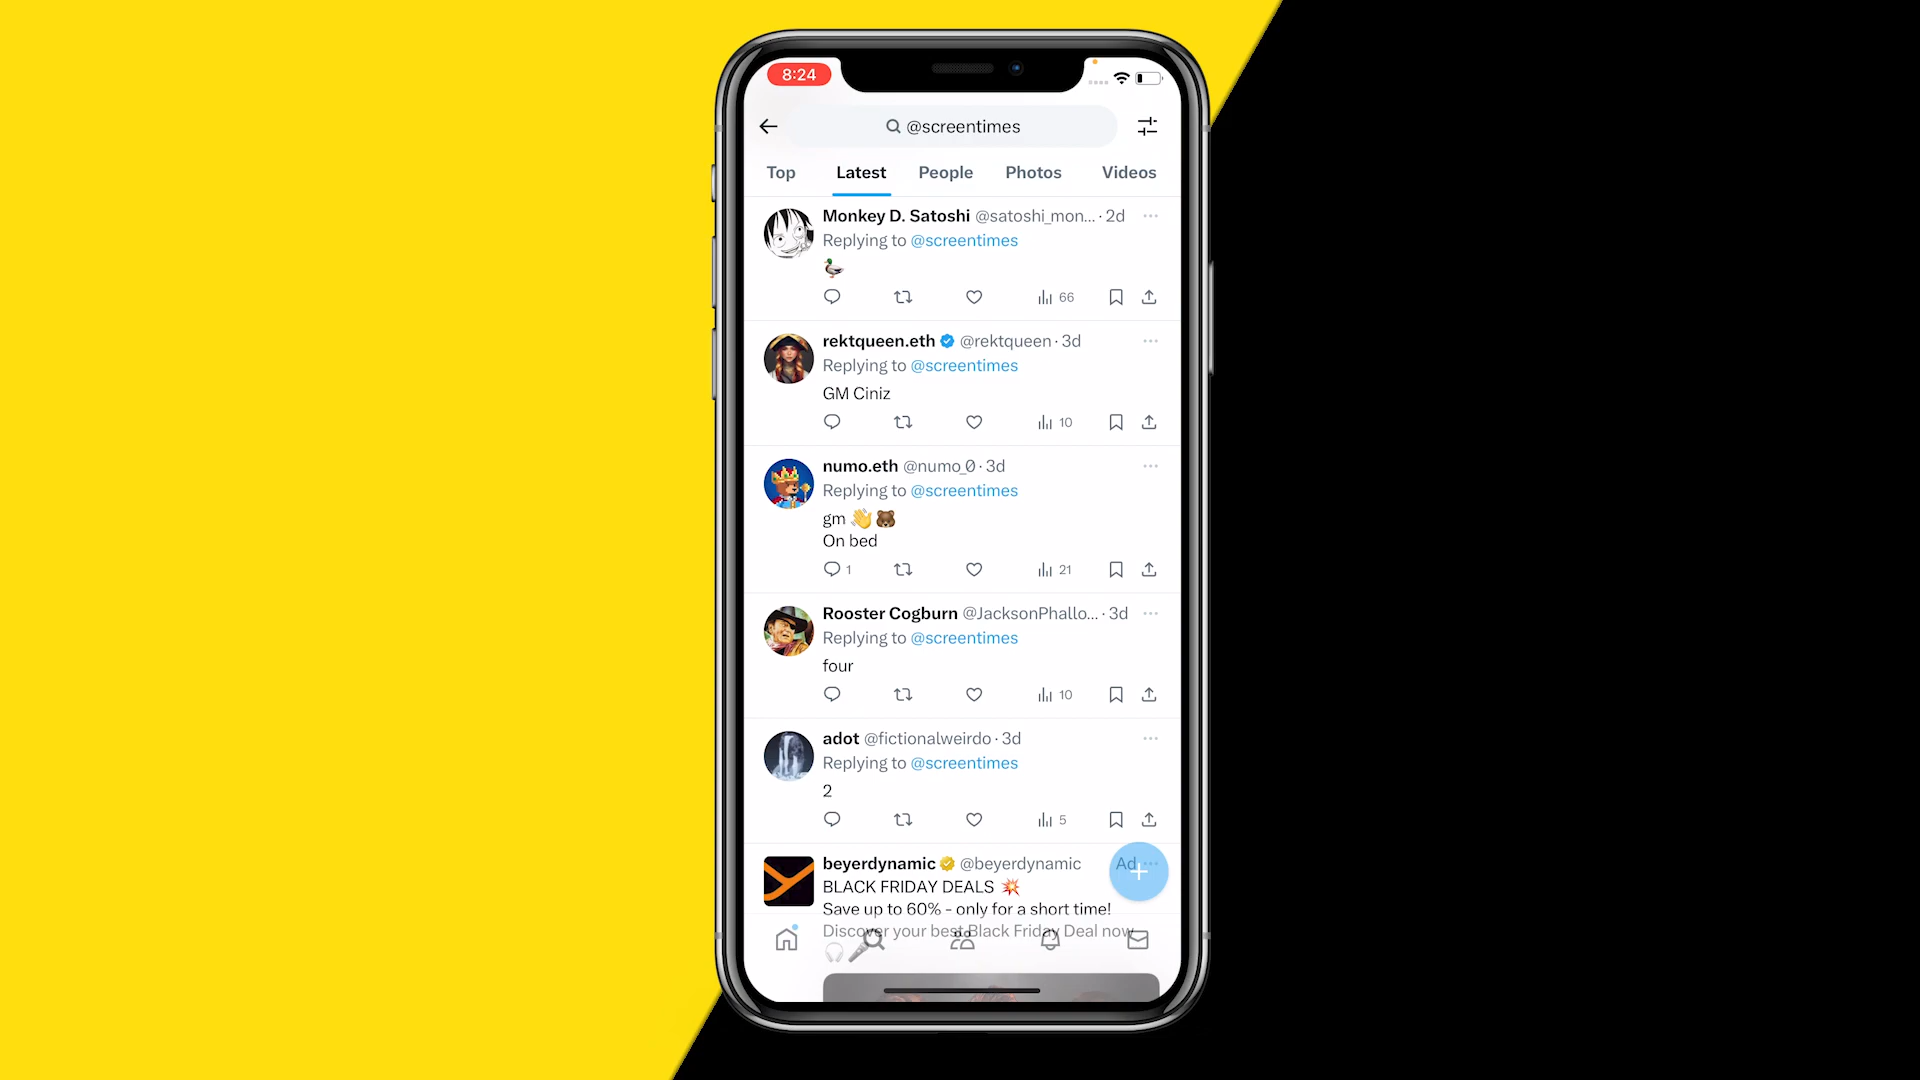 8:24
@screentimes
Top Latest People Photos Videos
Monkey D. Satoshi @satoshi_mon... · 2d
Replying to @screentimes
66
rektqueen.eth @rektqueen · 3d
Replying to @screentimes
GM Ciniz
10
numo.eth @numo_0 · 3d
Replying to @screentimes
gm 👋🐻
On bed
1 21
Rooster Cogburn @JacksonPhallo... · 3d
Replying to @screentimes
four
10
adot @fictionalweirdo · 3d
Replying to @screentimes
2
5
beyerdynamic @beyerdynamic Ad
BLACK FRIDAY DEALS 💥
Save up to 60% - only for a short time!
Discover your best Black Friday Deal now